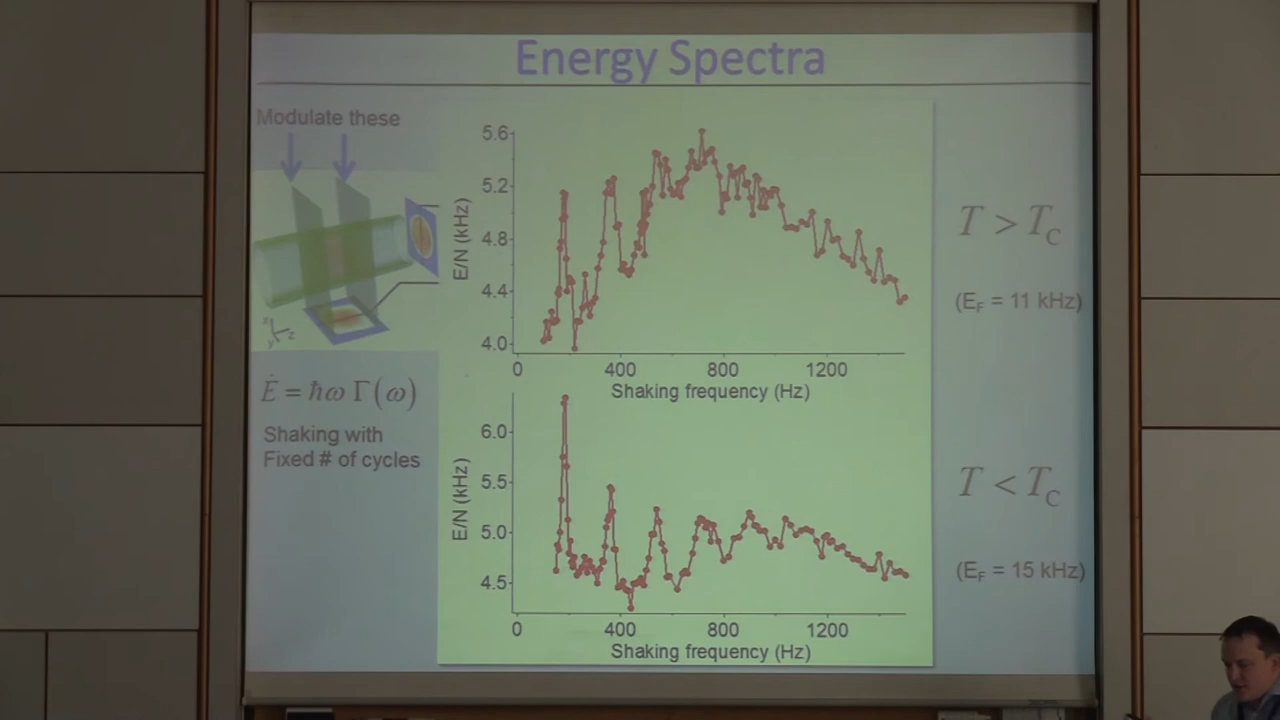 Energy Spectra
Modulate these
Ė = ħω Γ(ω)
Shaking with
Fixed # of cycles
5.6
5.2
4.8
4.4
4.0
E/N (kHz)
0 400 800 1200
Shaking frequency (Hz)
T > T_C
(E_F = 11 kHz)
6.0
5.5
5.0
4.5
E/N (kHz)
0 400 800 1200
Shaking frequency (Hz)
T < T_C
(E_F = 15 kHz)